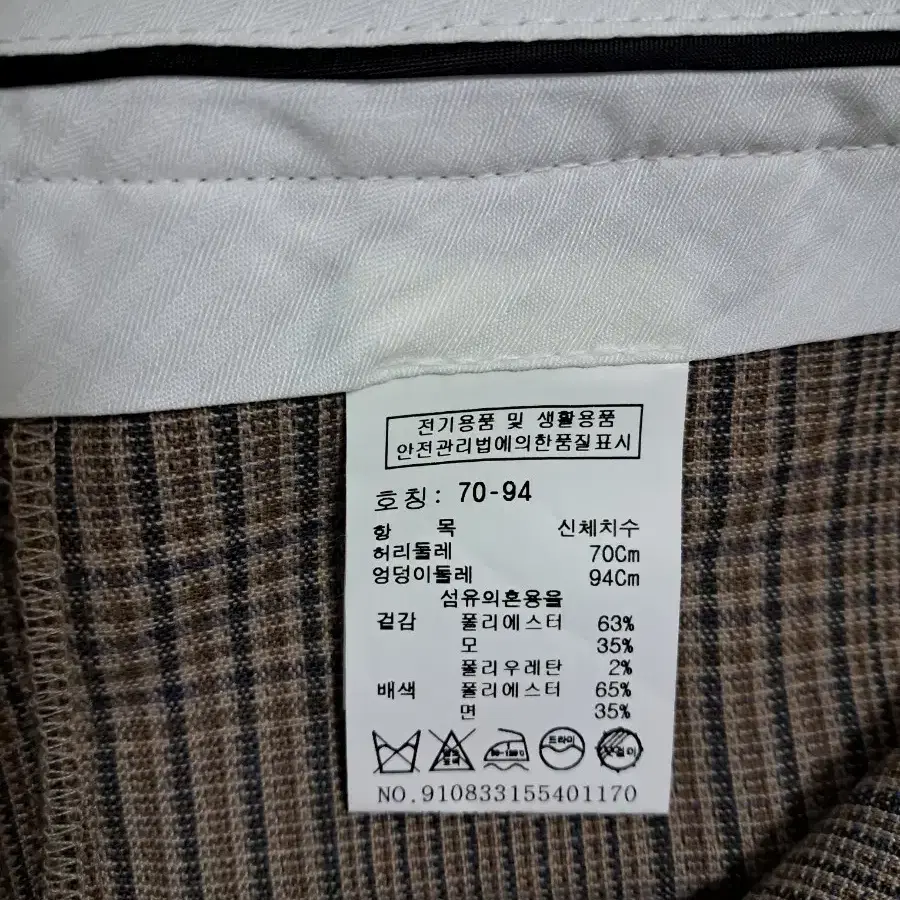 전기용품 및 생활용품
안전관리법에의한품질표시
호칭: 70-94
항 목 신체치수
허리둘레 70Cm
엉덩이둘레 94Cm
섬유의혼용율
겉감 폴리에스터 63%
모 35%
폴리우레탄 2%
배색 폴리에스터 65%
면 35%
드라이
NO.910833155401170